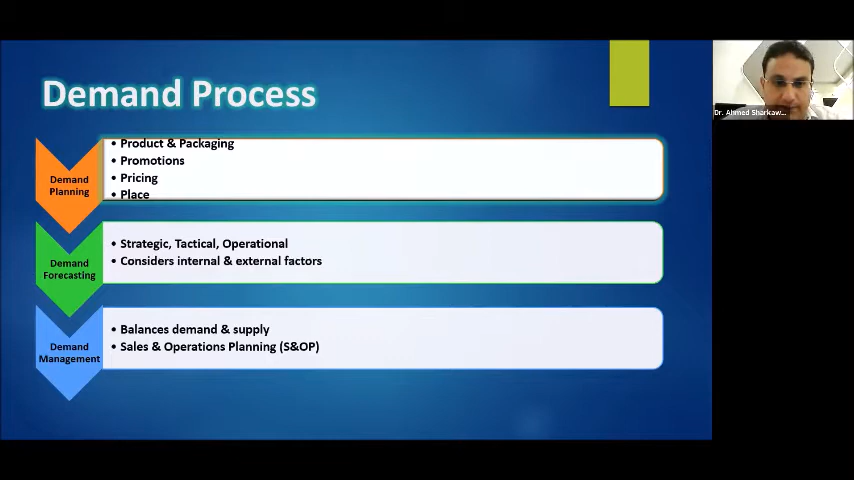 Demand Process
Demand
Planning
• Product & Packaging
• Promotions
• Pricing
• Place
Demand
Forecasting
• Strategic, Tactical, Operational
• Considers internal & external factors
Demand
Management
• Balances demand & supply
• Sales & Operations Planning (S&OP)
Dr. Ahmed Sharkaw...